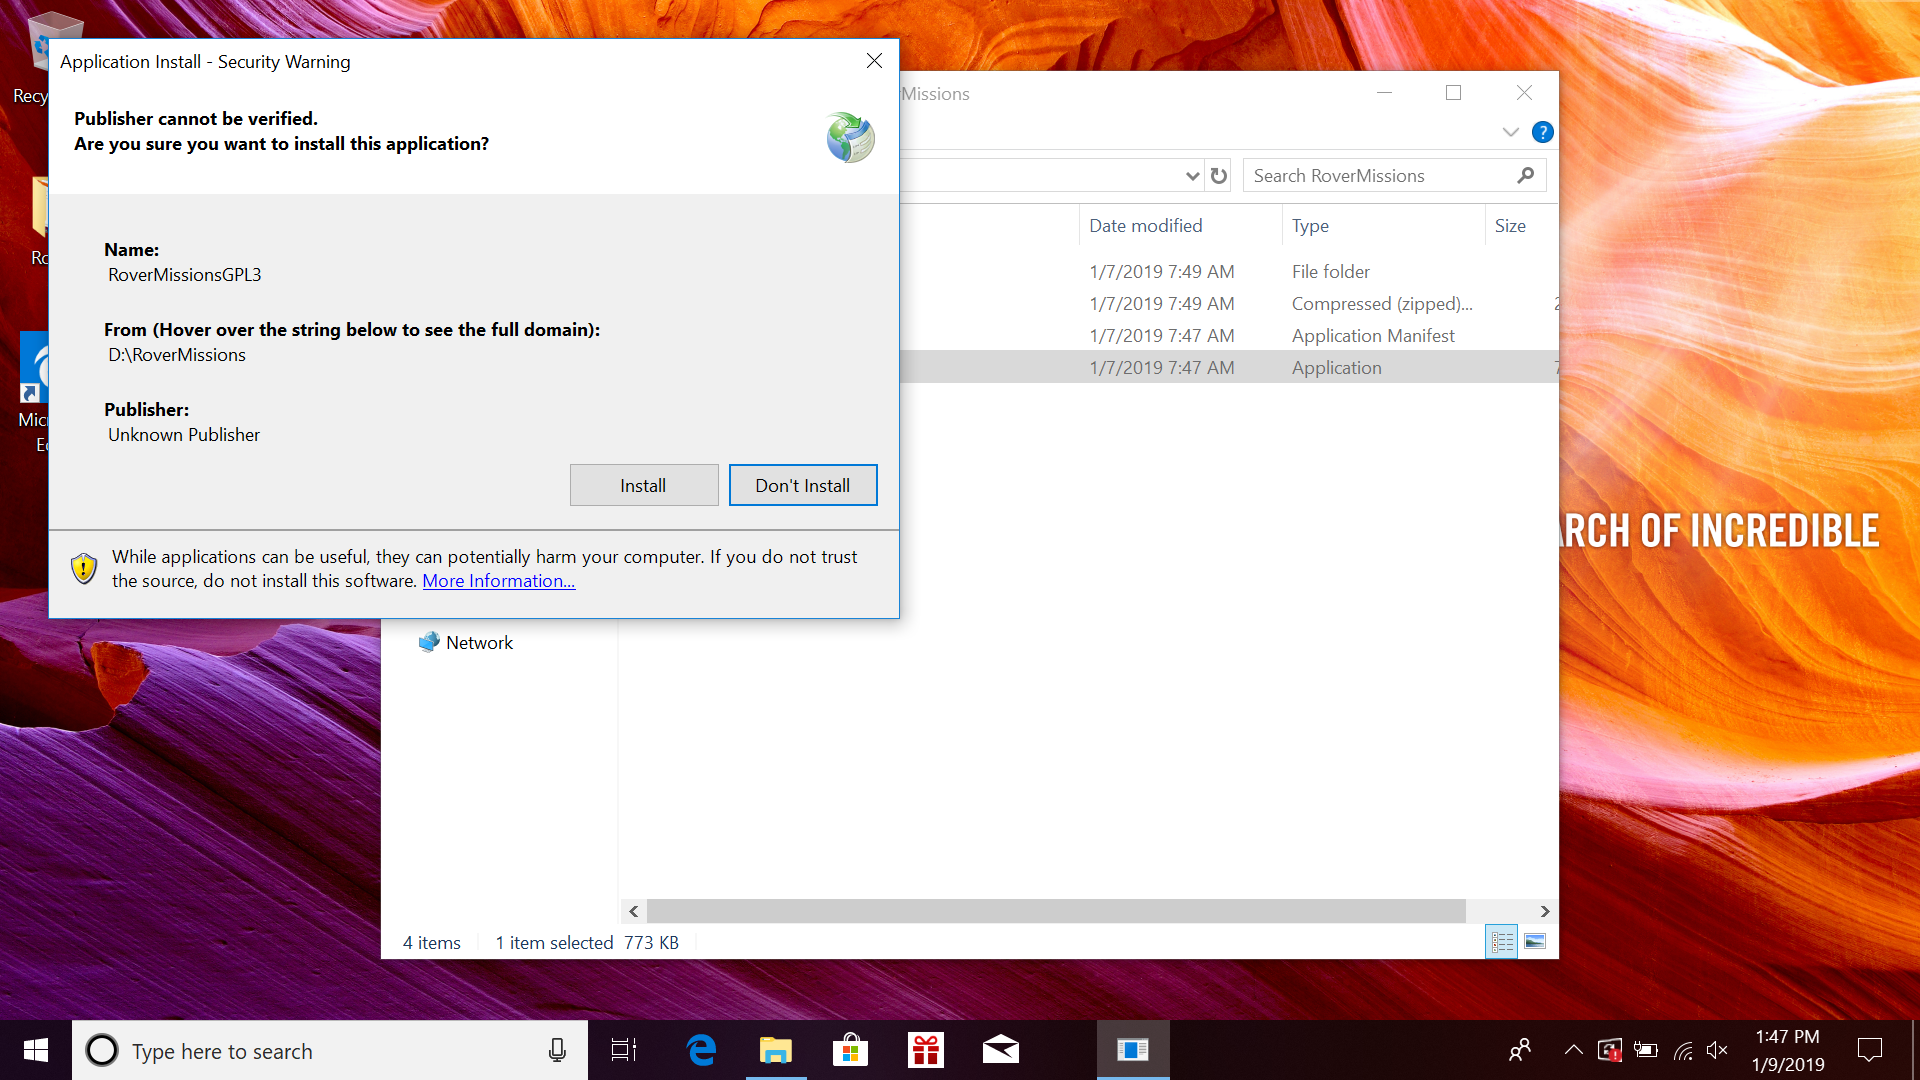 Application Install - Security Warning
Publisher cannot be verified.
Are you sure you want to install this application?
Name:
RoverMissionsGPL3
From (Hover over the string below to see the full domain):
D:\RoverMissions
Publisher:
Unknown Publisher
Install
Don't Install
While applications can be useful, they can potentially harm your computer. If you do not trust
the source, do not install this software. More Information...
Missions
Search RoverMissions
Date modified
Type
Size
1/7/2019 7:49 AM
File folder
1/7/2019 7:49 AM
Compressed (zipped)...
1/7/2019 7:47 AM
Application Manifest
1/7/2019 7:47 AM
Application
Network
4 items
1 item selected 773 KB
ARCH OF INCREDIBLE
Type here to search
1:47 PM
1/9/2019